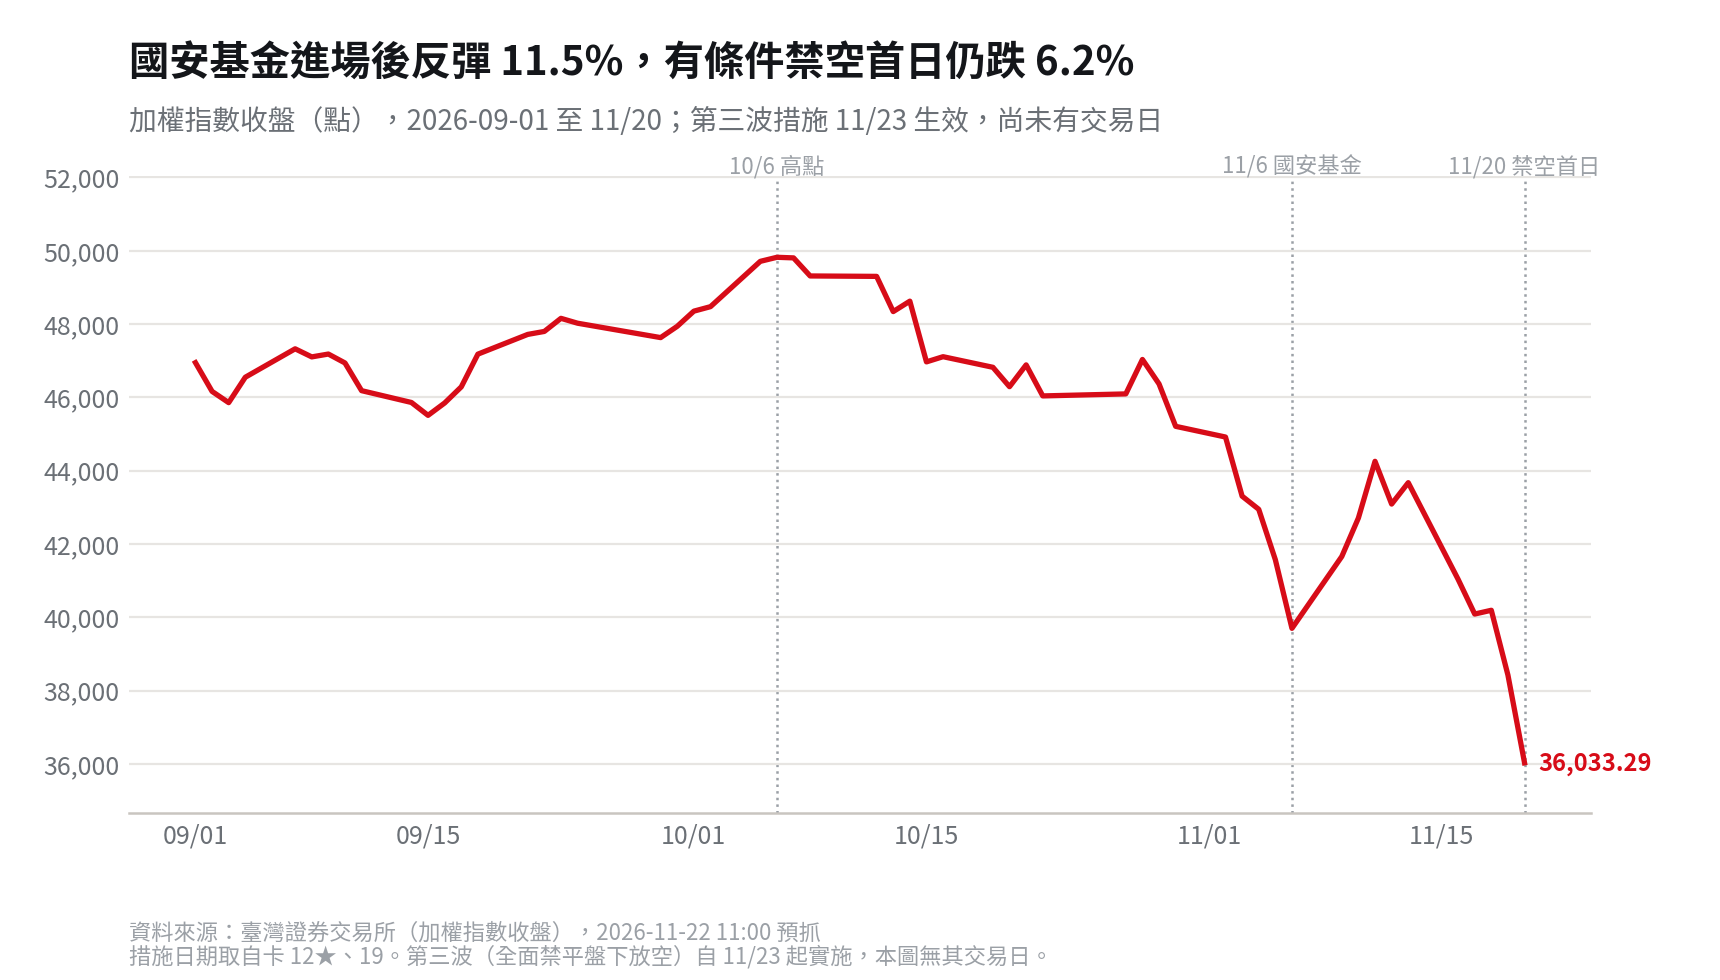 國安基金進場後反彈 11.5%，有條件禁空首日仍跌 6.2%
加權指數收盤（點），2026-09-01 至 11/20；第三波措施 11/23 生效，尚未有交易日
10/6 高點
11/6 國安基金
11/20 禁空首日
52,000
50,000
48,000
46,000
44,000
42,000
40,000
38,000
36,000
36,033.29
09/01
09/15
10/01
10/15
11/01
11/15
資料來源：臺灣證券交易所（加權指數收盤），2026-11-22 11:00 預抓
措施日期取自卡 12★、19。第三波（全面禁平盤下放空）自 11/23 起實施，本圖無其交易日。